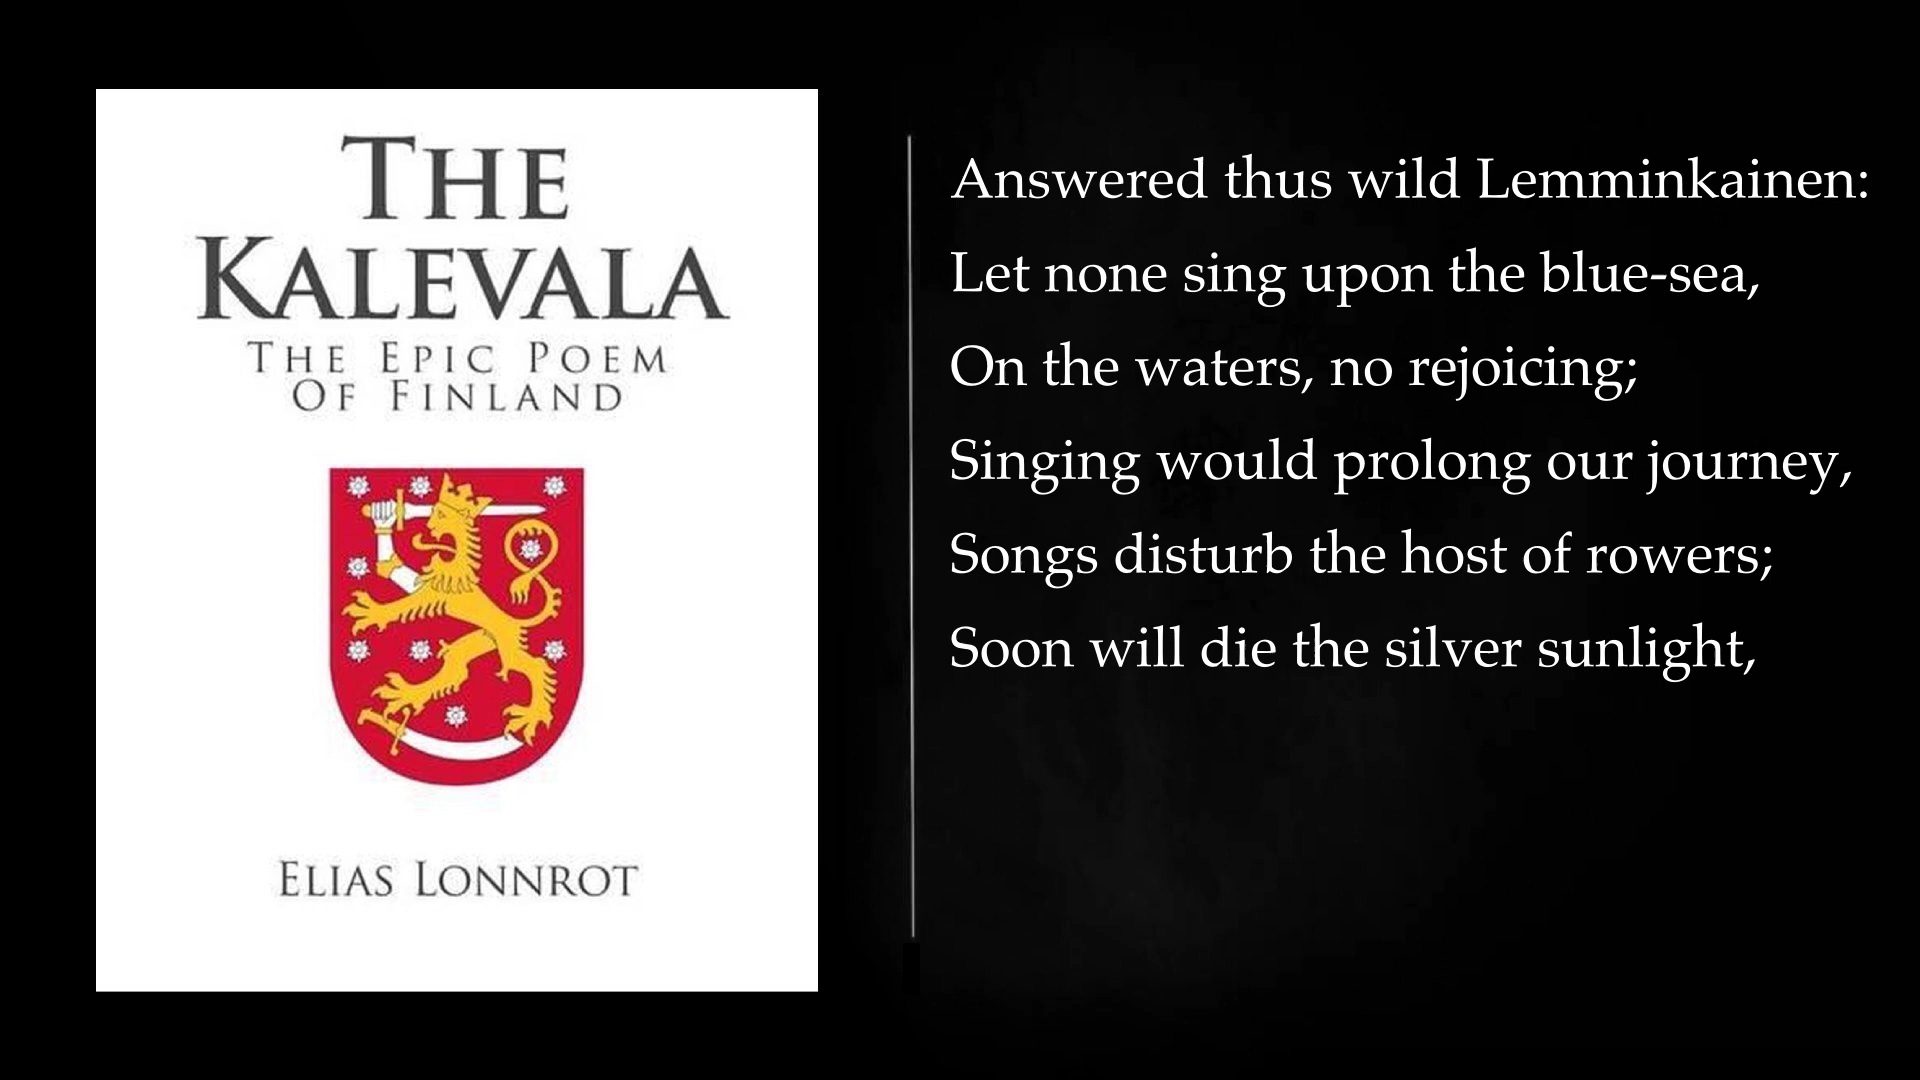 THE
KALEVALA
THE EPIC POEM
OF FINLAND
ELIAS LONNROT
Answered thus wild Lemminkainen:
Let none sing upon the blue-sea,
On the waters, no rejoicing;
Singing would prolong our journey,
Songs disturb the host of rowers;
Soon will die the silver sunlight,